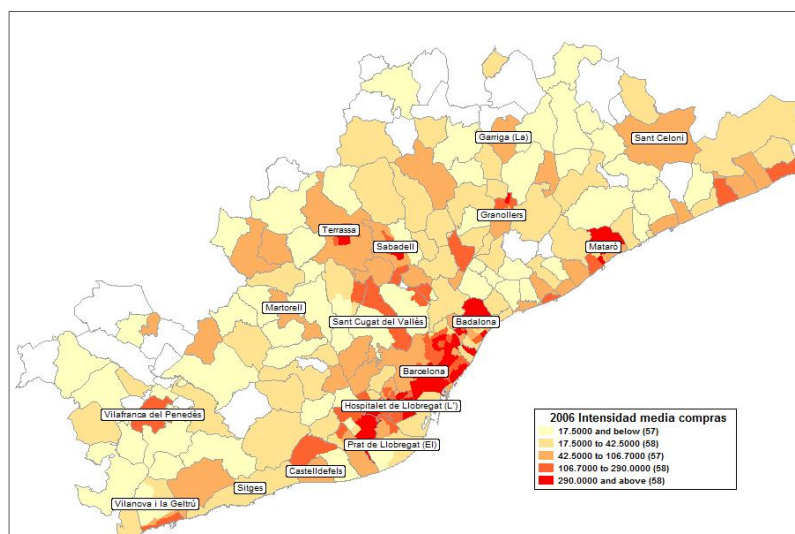 Garriga (La)
Sant Celoni
Granollers
Terrassa
Sabadell
Mataró
Martorell
Sant Cugat del Vallès
Badalona
Barcelona
Hospitalet de Llobregat (L')
Vilafranca del Penedès
Prat de Llobregat (El)
Castelldefels
Sitges
Vilanova i la Geltrú
2006 Intensidad media compras
17.5000 and below (57)
17.5000 to 42.5000 (58)
42.5000 to 106.7000 (57)
106.7000 to 290.0000 (58)
290.0000 and above (58)